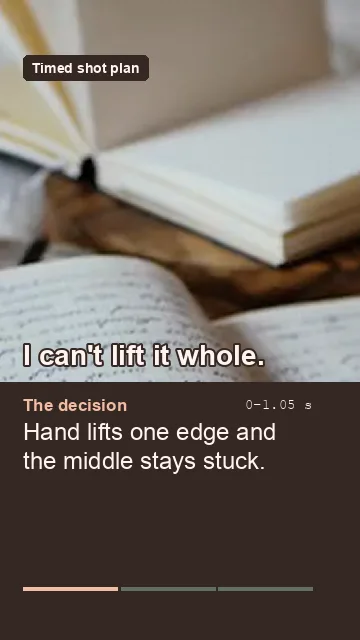 Timed shot plan
I can't lift it whole.
The decision
0–1.05 s
Hand lifts one edge and
the middle stays stuck.